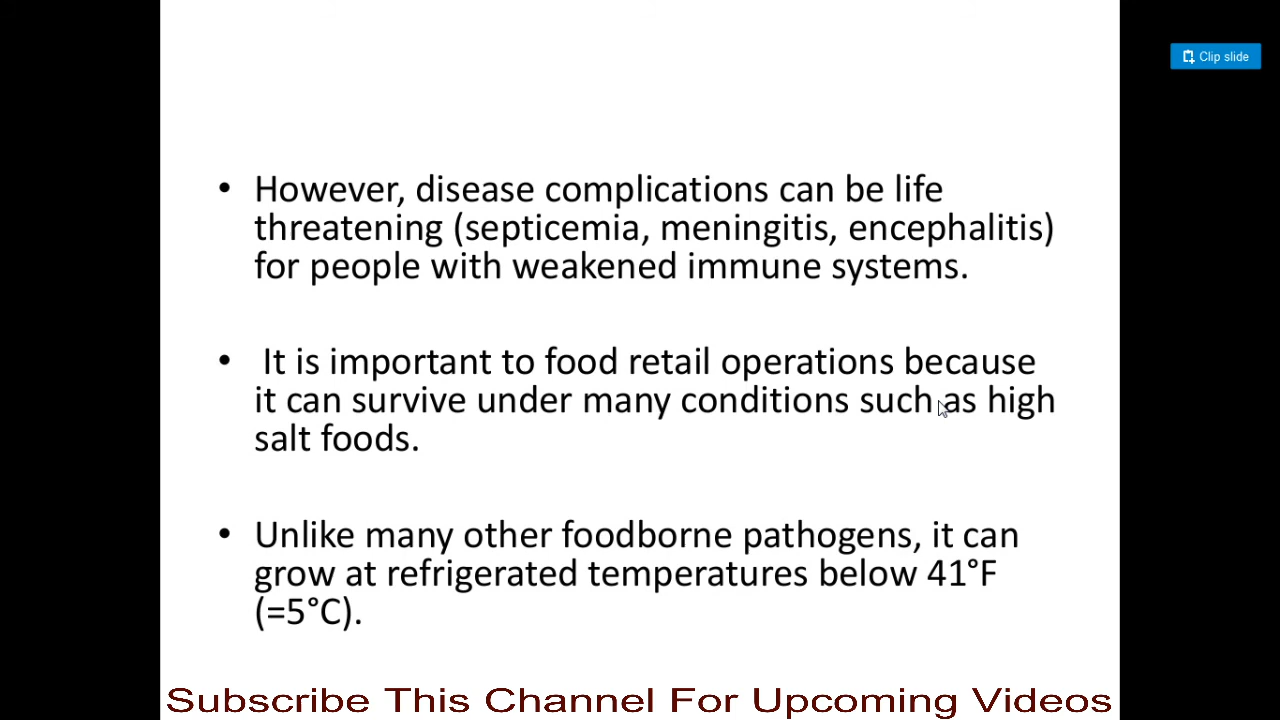 Clip slide
• However, disease complications can be life
threatening (septicemia, meningitis, encephalitis)
for people with weakened immune systems.
• It is important to food retail operations because
it can survive under many conditions such as high
salt foods.
• Unlike many other foodborne pathogens, it can
grow at refrigerated temperatures below 41°F
(=5°C).
Subscribe This Channel For Upcoming Videos